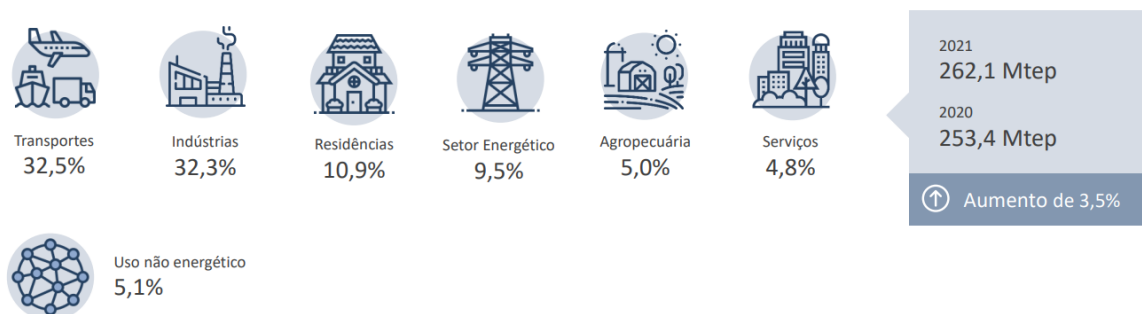 Transportes
32,5%
Indústrias
32,3%
Residências
10,9%
Setor Energético
9,5%
Agropecuária
5,0%
Serviços
4,8%
2021
262,1 Mtep
2020
253,4 Mtep
Aumento de 3,5%
Uso não energético
5,1%